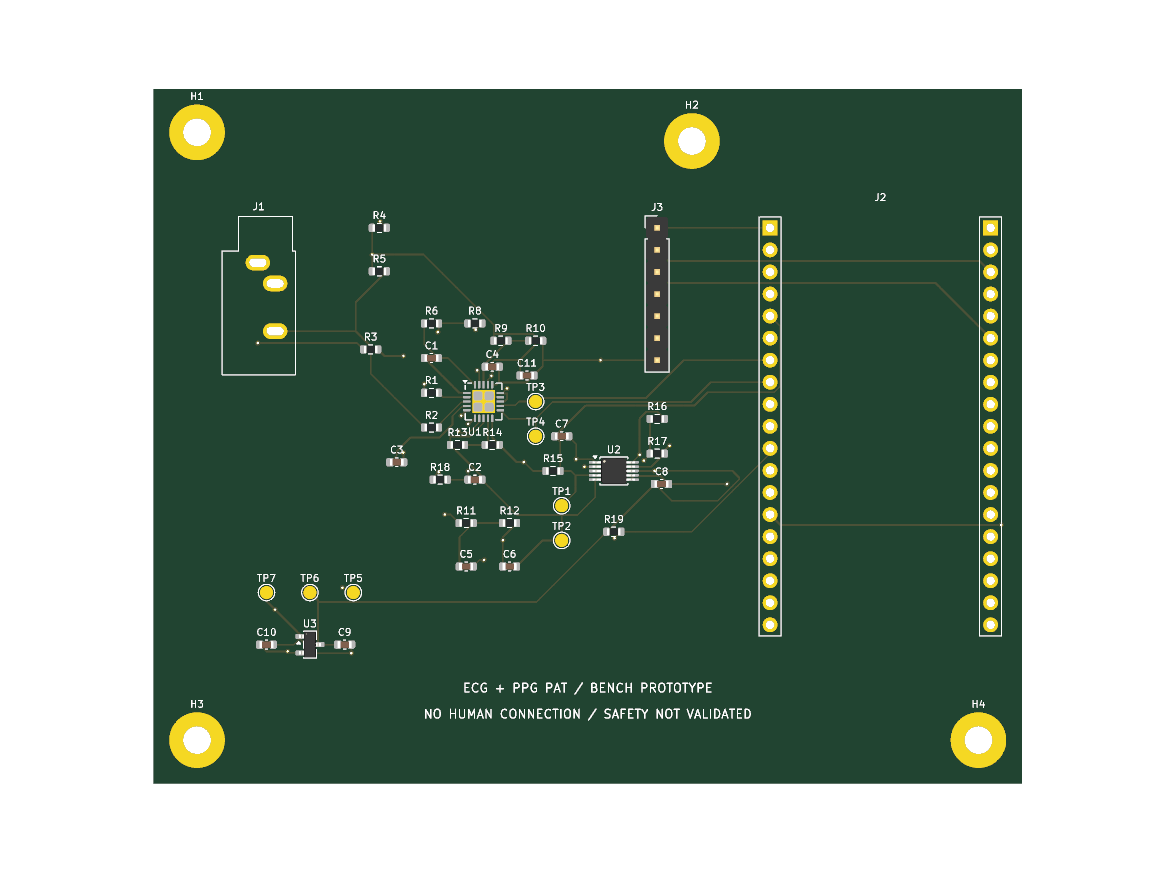 H1
H2
J2
J1
J3
R4
R5
R6
R8
R9
R10
R3
C1
C4
C11
R1
TP3
R16
R2
TP4
C7
R13
U1
R14
R17
C3
U2
R15
R18
C2
C8
TP1
R11
R12
R19
TP2
C5
C6
TP7
TP6
TP5
U3
C10
C9
ECG + PPG PAT / BENCH PROTOTYPE
NO HUMAN CONNECTION / SAFETY NOT VALIDATED
H3
H4